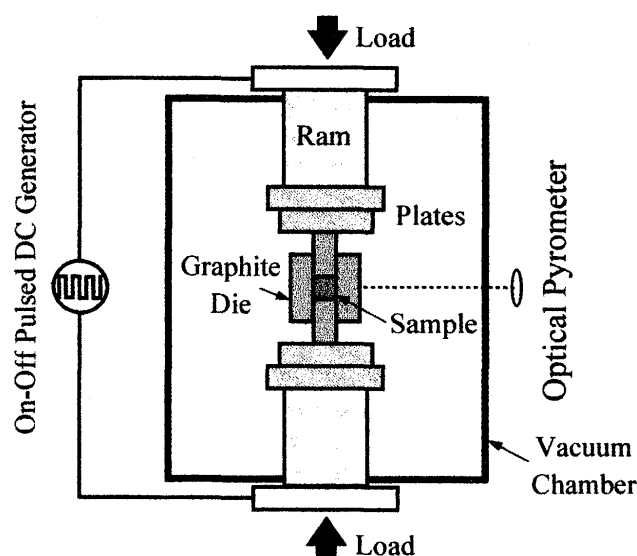 Load
Ram
Plates
Graphite
Die
Sample
On-Off Pulsed DC Generator
Optical Pyrometer
Vacuum
Chamber
Load